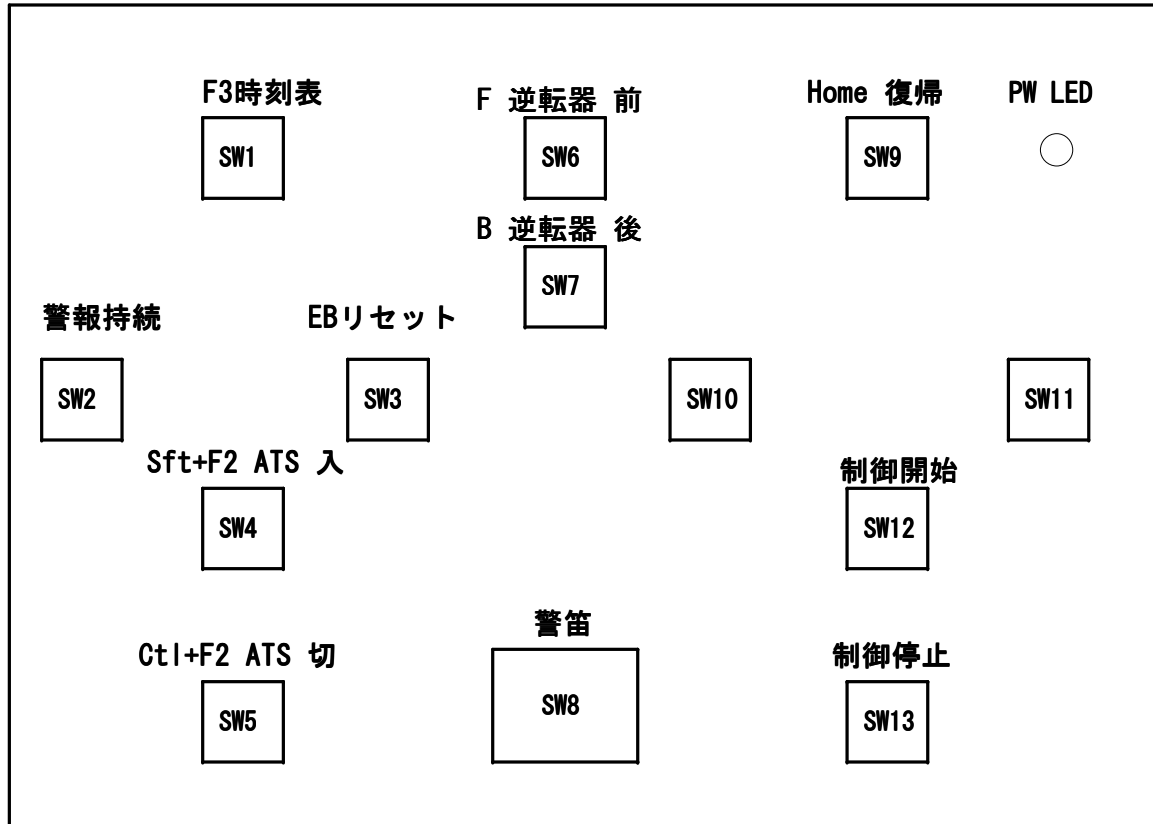 F3時刻表
F 逆転器 前
Home 復帰
PW LED
SW1
SW6
SW9
B 逆転器 後
SW7
警報持続
EBリセット
SW2
SW3
SW10
SW11
Sft+F2 ATS 入
制御開始
SW4
SW12
警笛
Ctl+F2 ATS 切
制御停止
SW5
SW8
SW13